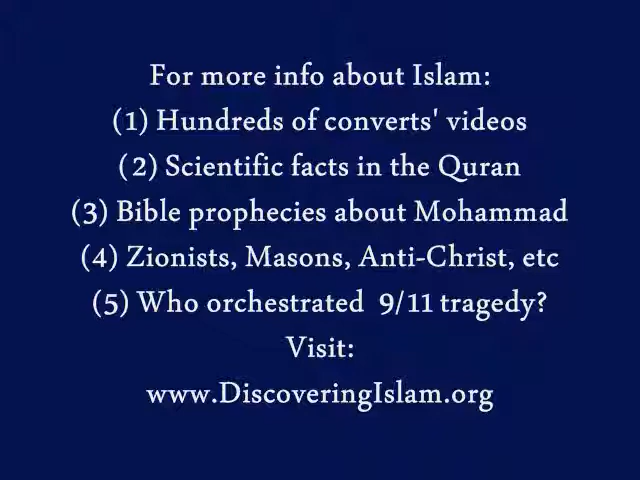 For more info about Islam:
(1) Hundreds of converts' videos
(2) Scientific facts in the Quran
(3) Bible prophecies about Mohammad
(4) Zionists, Masons, Anti-Christ, etc
(5) Who orchestrated 9/11 tragedy?
Visit:
www.DiscoveringIslam.org